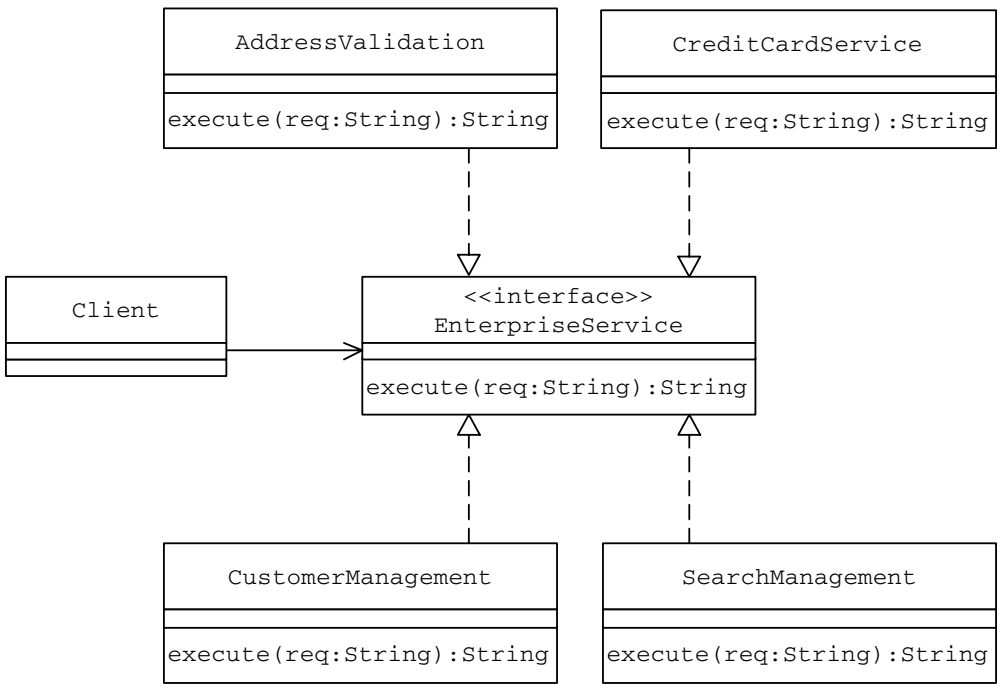 AddressValidation
execute(req:String):String
CreditCardService
execute(req:String):String
Client
<<interface>>
EnterpriseService
execute(req:String):String
CustomerManagement
execute(req:String):String
SearchManagement
execute(req:String):String